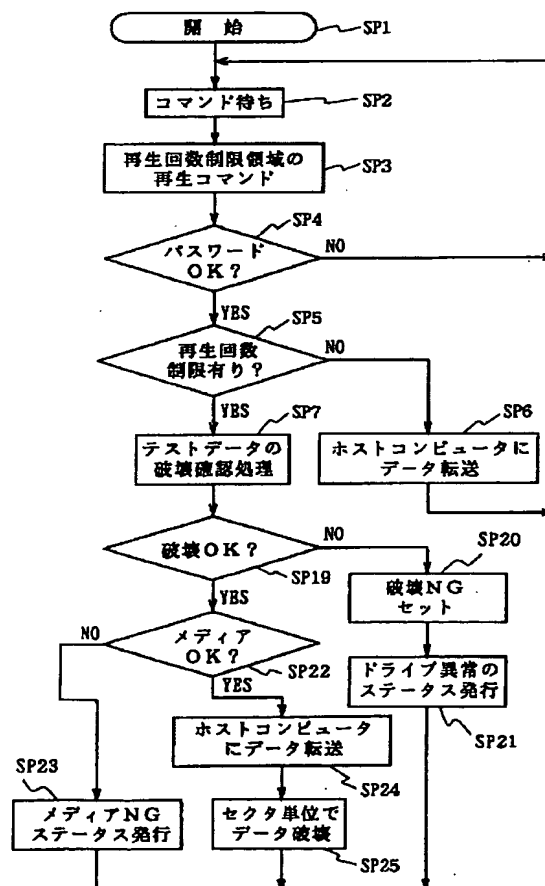 開 始
SP1
コマンド待ち
SP2
再生回数制限領域の
再生コマンド
SP3
SP4
パスワード
OK?
NO
YES
SP5
再生回数
制限有り?
NO
YES
SP7
SP6
テストデータの
破壊確認処理
ホストコンピュータに
データ転送
破壊OK?
NO
SP19
SP20
YES
破壊NG
セット
メディア
OK?
NO
SP22
YES
ドライブ異常の
ステータス発行
SP21
ホストコンピュータ
にデータ転送
SP24
SP23
メディアNG
ステータス発行
セクタ単位で
データ破壊
SP25